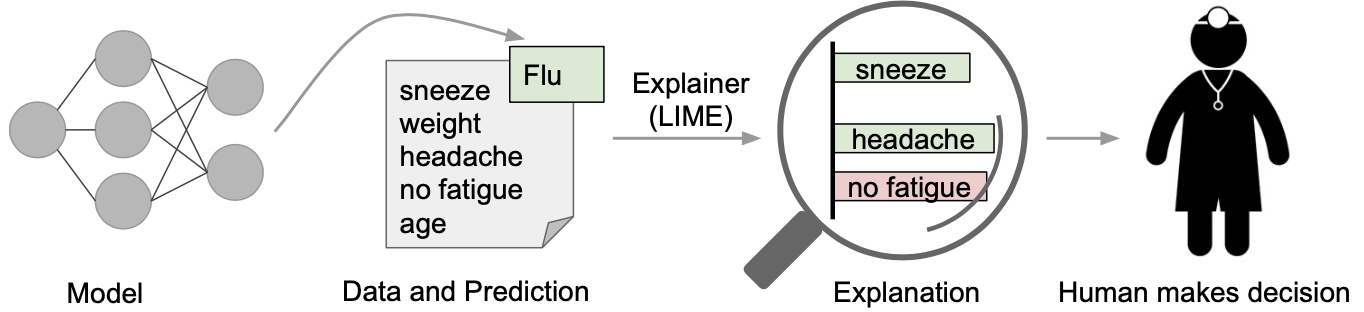 Flu
sneeze
weight
headache
no fatigue
age
Explainer
(LIME)
sneeze
headache
no fatigue
Model
Data and Prediction
Explanation
Human makes decision